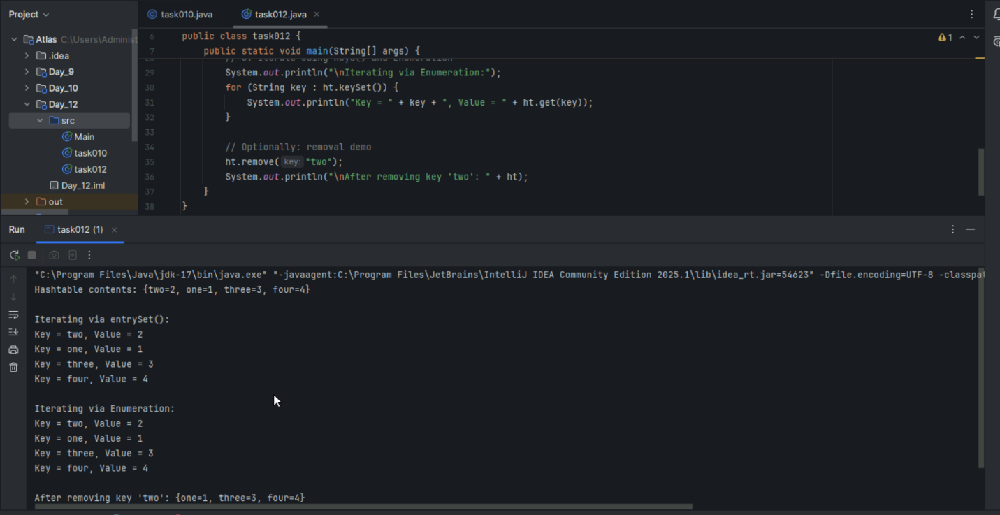 Project
task010.java
task012.java
Atlas C:\Users\Administ
.idea
Day_9
Day_10
Day_12
src
Main
task010
task012
Day_12.iml
out
6 public class task012 {
7 public static void main(String[] args) {
1
29 System.out.println("\nIterating via Enumeration:");
30 for (String key : ht.keySet()) {
31 System.out.println("Key = " + key + ", Value = " + ht.get(key));
32 }
33
34 // Optionally: removal demo
35 ht.remove( key: "two");
36 System.out.println("\nAfter removing key 'two': " + ht);
37 }
38 }
Run
task012 (1)
"C:\Program Files\Java\jdk-17\bin\java.exe" "-javaagent:C:\Program Files\JetBrains\IntelliJ IDEA Community Edition 2025.1\lib\idea_rt.jar=54623" -Dfile.encoding=UTF-8 -classpat
Hashtable contents: {two=2, one=1, three=3, four=4}
Iterating via entrySet():
Key = two, Value = 2
Key = one, Value = 1
Key = three, Value = 3
Key = four, Value = 4
Iterating via Enumeration:
Key = two, Value = 2
Key = one, Value = 1
Key = three, Value = 3
Key = four, Value = 4
After removing key 'two': {one=1, three=3, four=4}